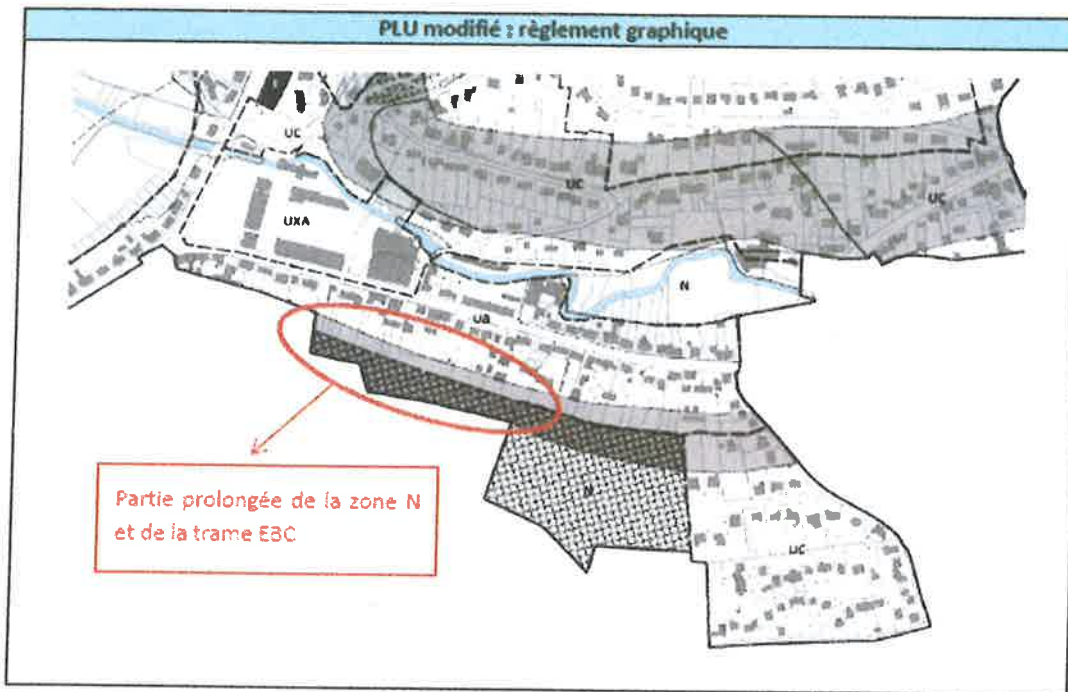 PLU modifié : règlement graphique
UC
UC
UC
UXA
N
UB
Partie prolongée de la zone N
et de la trame EBC
N
UC